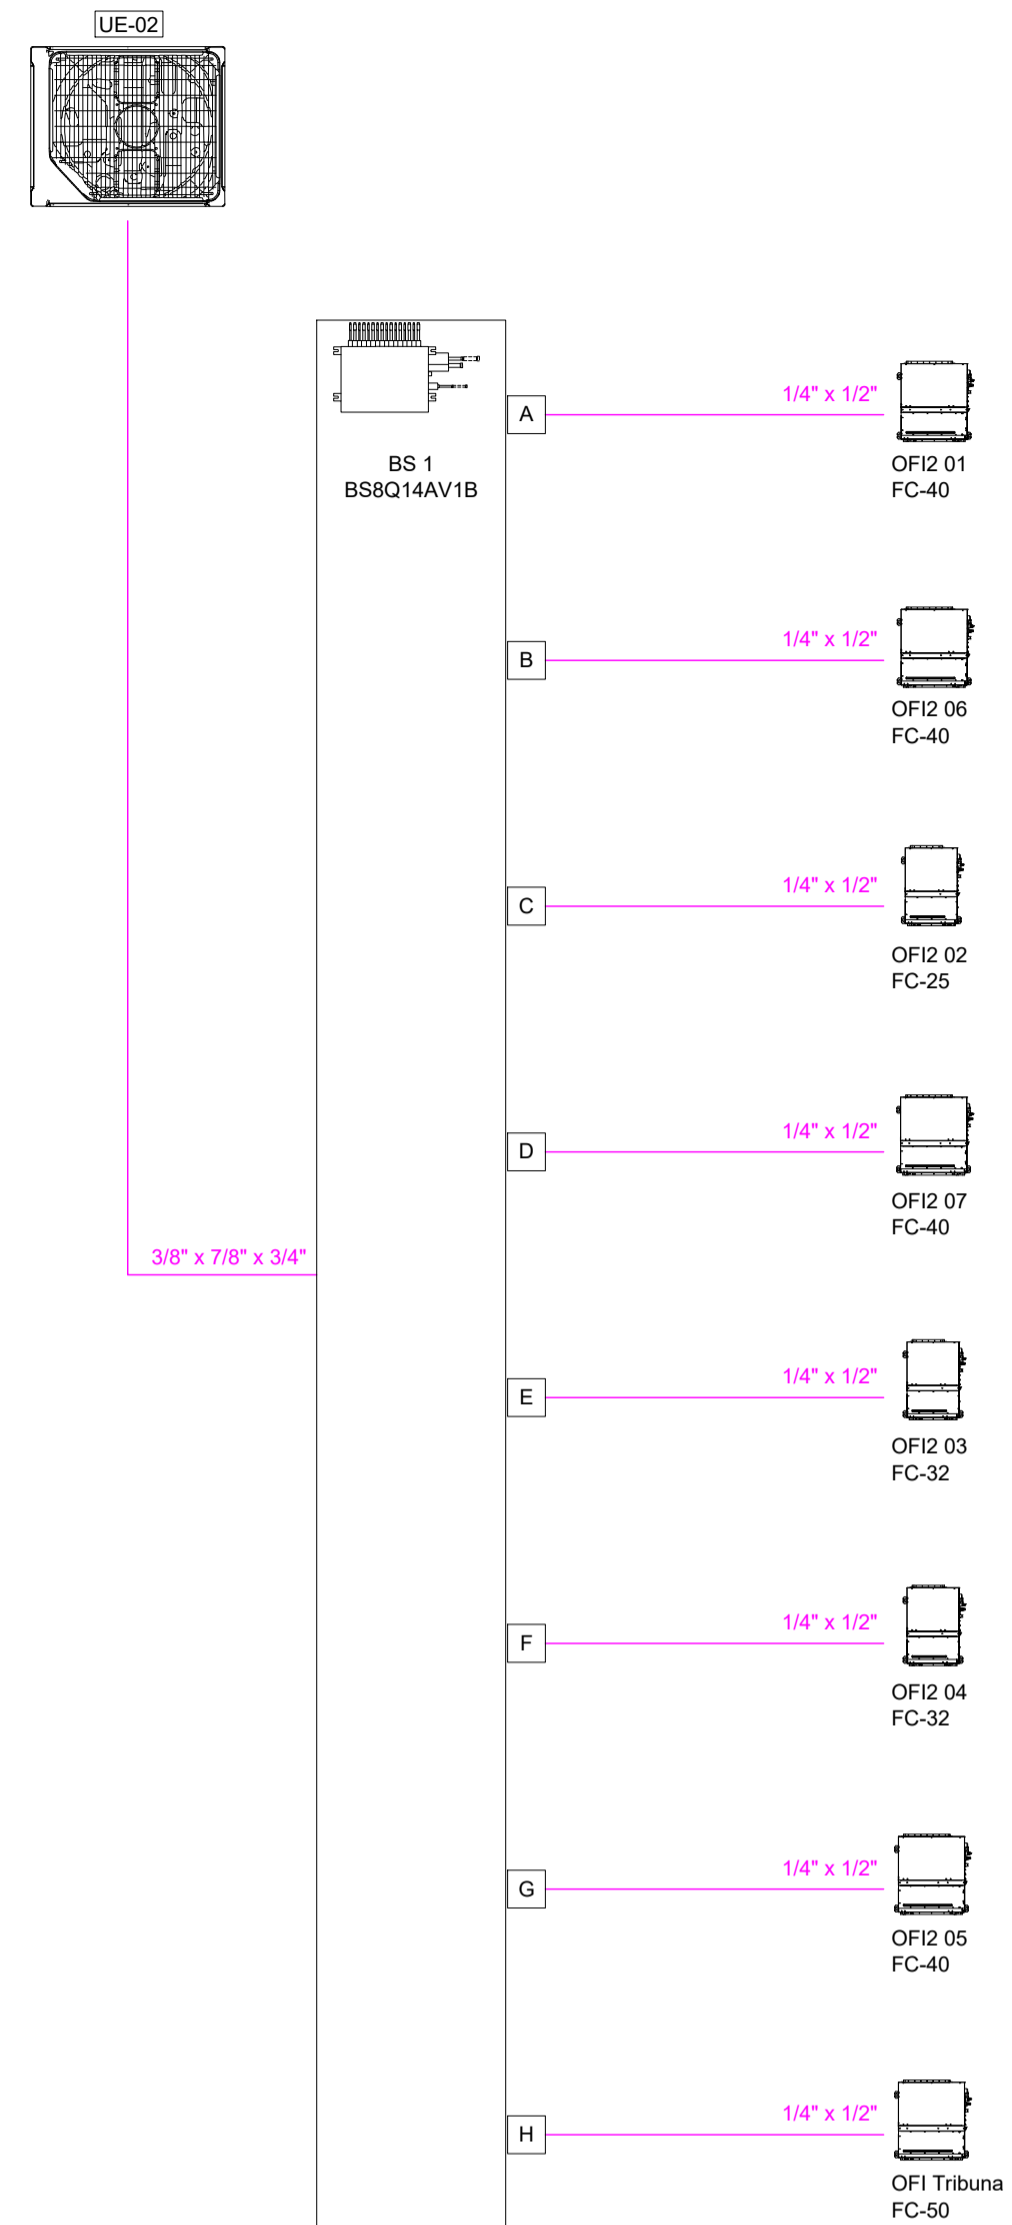 UE-02
BS 1
BS8Q14AV1B
A
1/4" x 1/2"
OFI2 01
FC-40
B
1/4" x 1/2"
OFI2 06
FC-40
C
1/4" x 1/2"
OFI2 02
FC-25
D
1/4" x 1/2"
OFI2 07
FC-40
3/8" x 7/8" x 3/4"
E
1/4" x 1/2"
OFI2 03
FC-32
F
1/4" x 1/2"
OFI2 04
FC-32
G
1/4" x 1/2"
OFI2 05
FC-40
H
1/4" x 1/2"
OFI Tribuna
FC-50